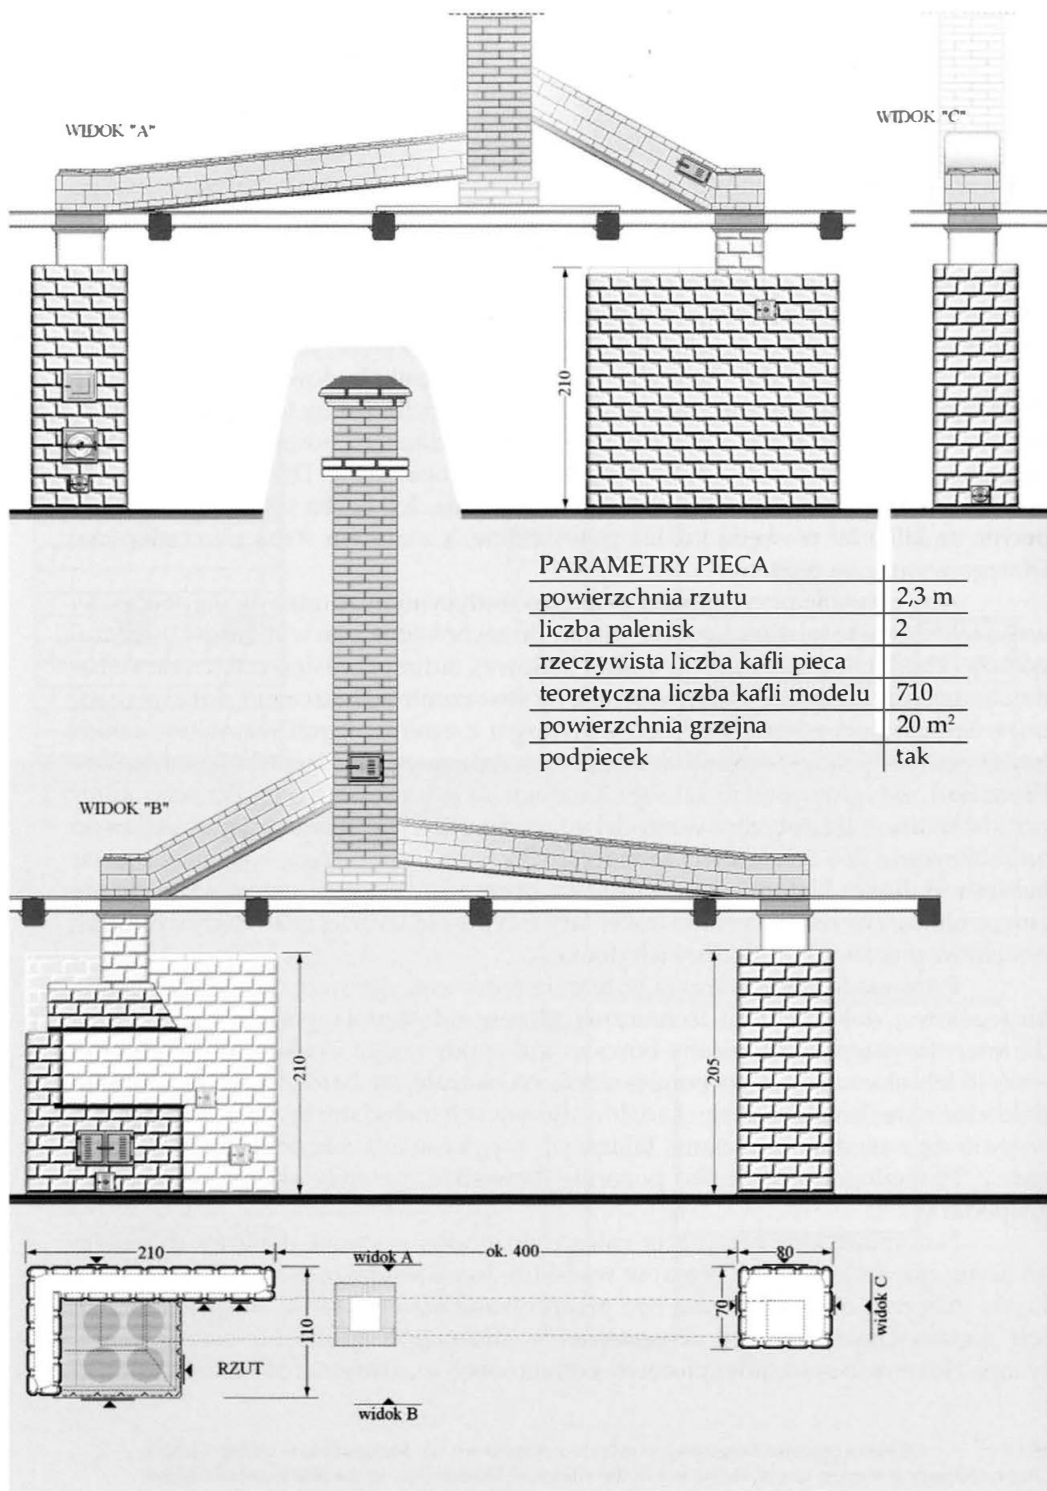 WIDOK "A"
WIDOK "C"
210
PARAMETRY PIECA
powierzchnia rzutu 2,3 m
liczba palenisk 2
rzeczywista liczba kafli pieca
teoretyczna liczba kafli modelu 710
powierzchnia grzejna 20 m²
podpiecek tak
WIDOK "B"
210
205
210
widok A
ok. 400
80
110
70
widok C
RZUT
widok B